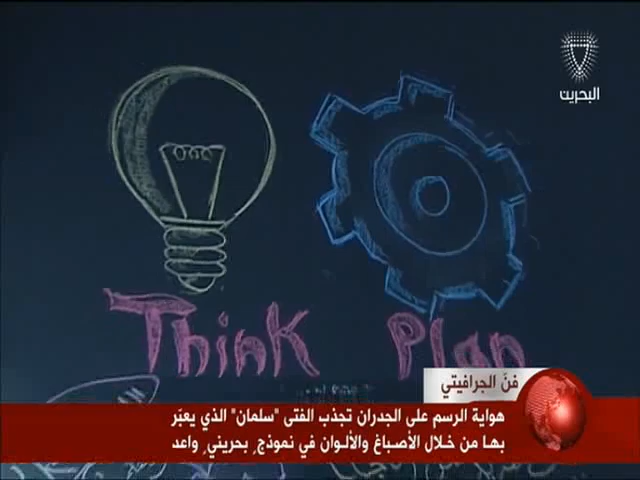 البحرين
Think Plan
فنّ الجرافيتي
هواية الرسم على الجدران تجذب الفتى "سلمان" الذي يعبّر
بها من خلال الأصباغ والألوان في نموذجٍ بحريني واعد